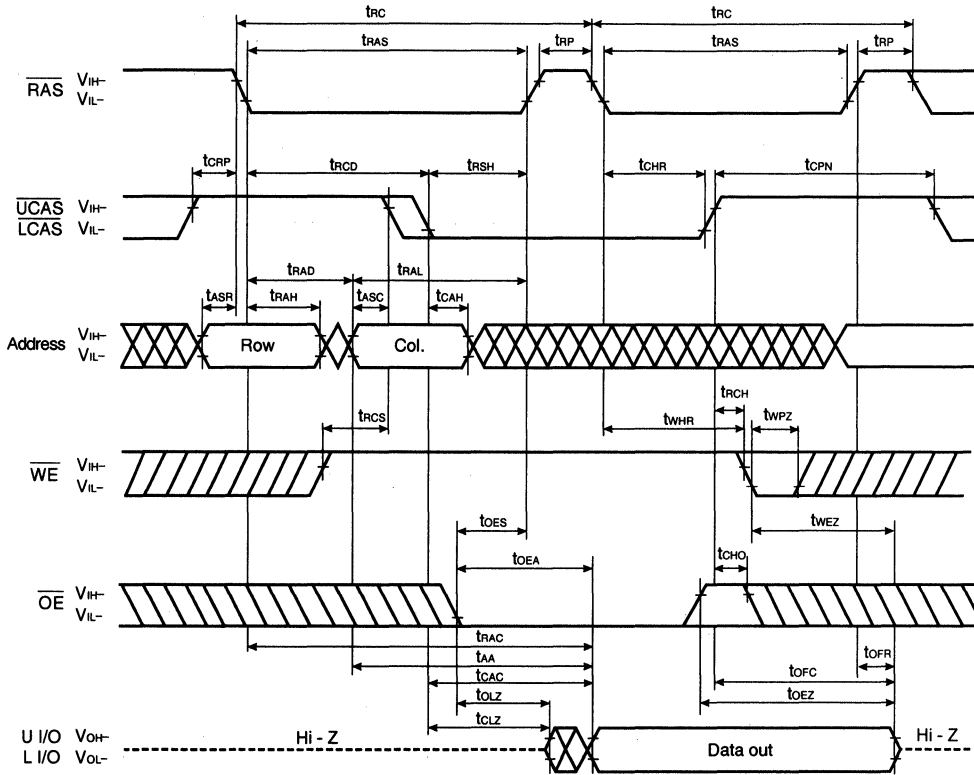 tRC tRC
tRAS tRP tRAS tRP
RAS VIH–
VIL–
tCRP tRCD tRSH tCHR tCPN
UCAS VIH–
LCAS VIL–
tRAD tRAL
tASR tRAH tASC tCAH
Address VIH–
VIL–
Row Col.
tRCH
tRCS tWHR tWPZ
WE VIH–
VIL–
tOES tWEZ
tOEA tCHO
OE VIH–
VIL–
tRAC
tAA tOFR
tCAC tOFC
tOLZ tOEZ
tCLZ
U I/O VOH–
L I/O VOL–
Hi - Z Data out Hi - Z